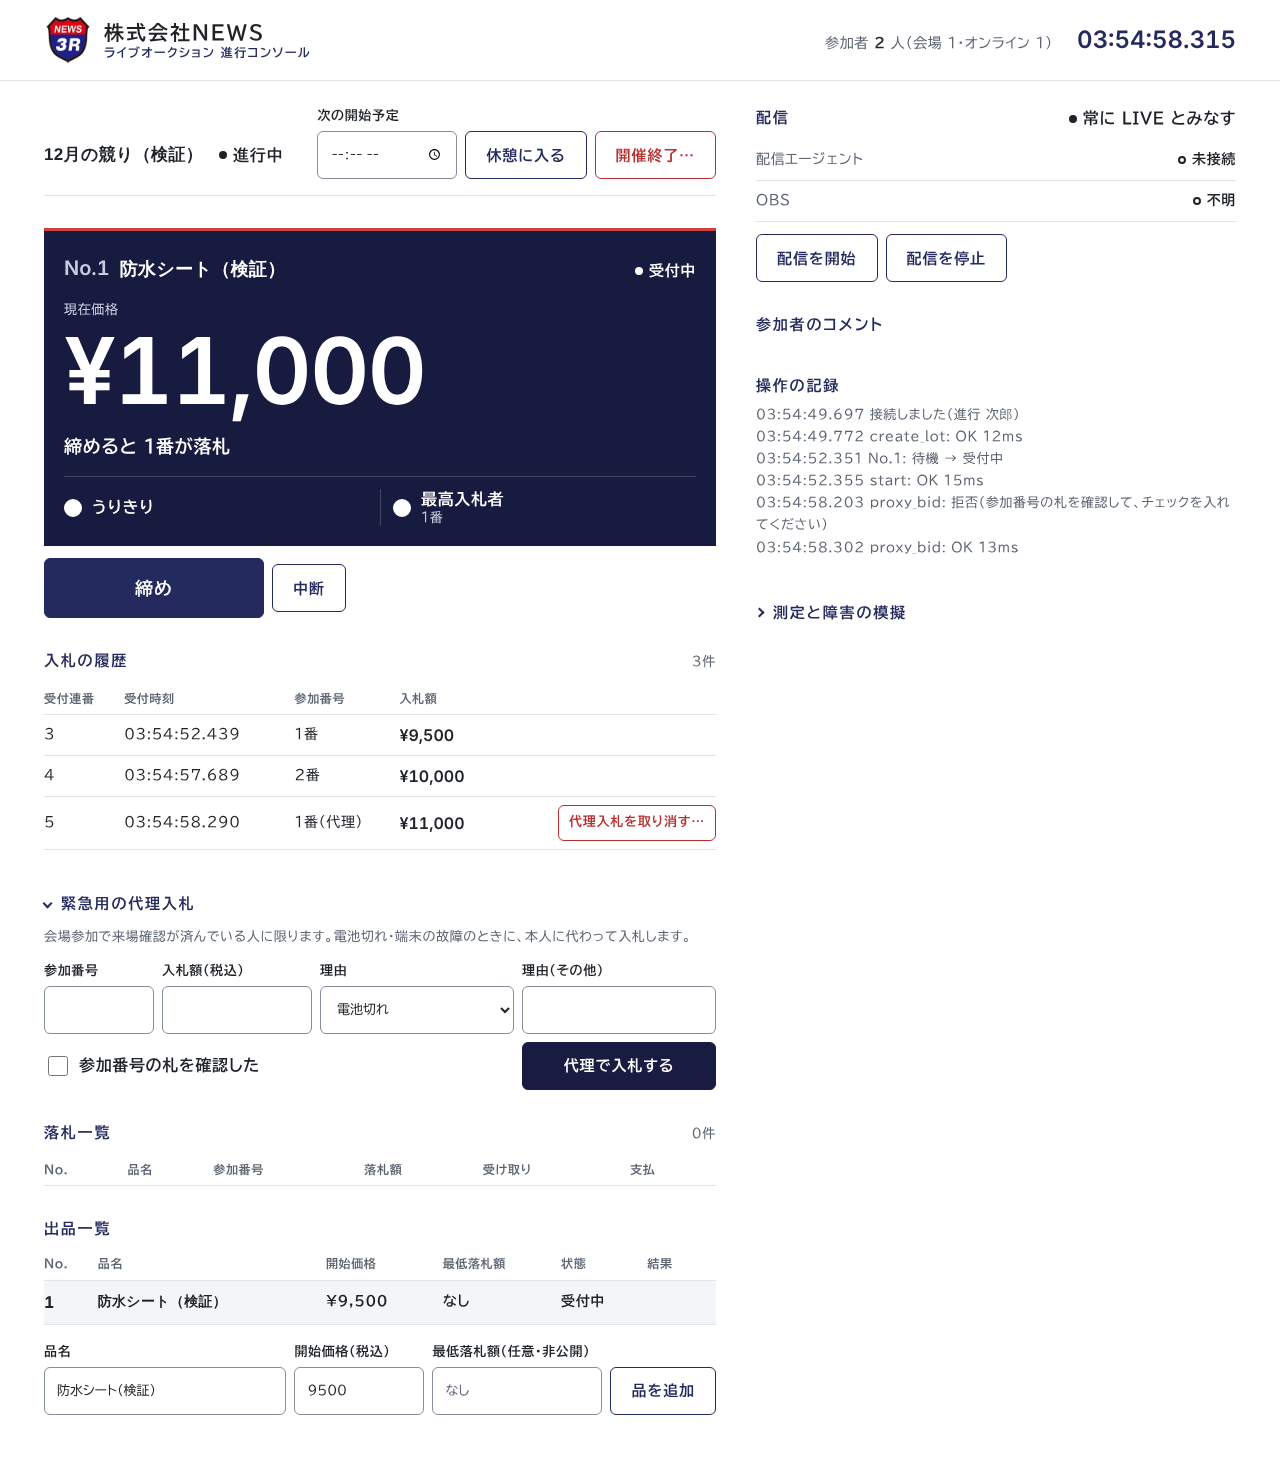 NEWS
3R
株式会社NEWS
ライブオークション 進行コンソール
参加者 2 人（会場 1・オンライン 1）
03:54:58.315
12月の競り（検証）
進行中
次の開始予定
--:-- --
休憩に入る
開催終了…
No.1 防水シート（検証）
受付中
現在価格
¥11,000
締めると 1番が落札
うりきり
最高入札者
1番
締め
中断
入札の履歴
3件
受付連番 受付時刻 参加番号 入札額
3 03:54:52.439 1番 ¥9,500
4 03:54:57.689 2番 ¥10,000
5 03:54:58.290 1番（代理） ¥11,000 代理入札を取り消す…
緊急用の代理入札
会場参加で来場確認が済んでいる人に限ります。電池切れ・端末の故障のときに、本人に代わって入札します。
参加番号 入札額（税込） 理由 理由（その他）
電池切れ
参加番号の札を確認した
代理で入札する
落札一覧
0件
No. 品名 参加番号 落札額 受け取り 支払
出品一覧
No. 品名 開始価格 最低落札額 状態 結果
1 防水シート（検証） ¥9,500 なし 受付中
品名 開始価格（税込） 最低落札額（任意・非公開）
防水シート（検証） 9500 なし 品を追加
配信
常に LIVE とみなす
配信エージェント
未接続
OBS
不明
配信を開始
配信を停止
参加者のコメント
操作の記録
03:54:49.697 接続しました（進行 次郎）
03:54:49.772 create_lot: OK 12ms
03:54:52.351 No.1: 待機 → 受付中
03:54:52.355 start: OK 15ms
03:54:58.203 proxy_bid: 拒否（参加番号の札を確認して、チェックを入れ
てください）
03:54:58.302 proxy_bid: OK 13ms
測定と障害の模擬